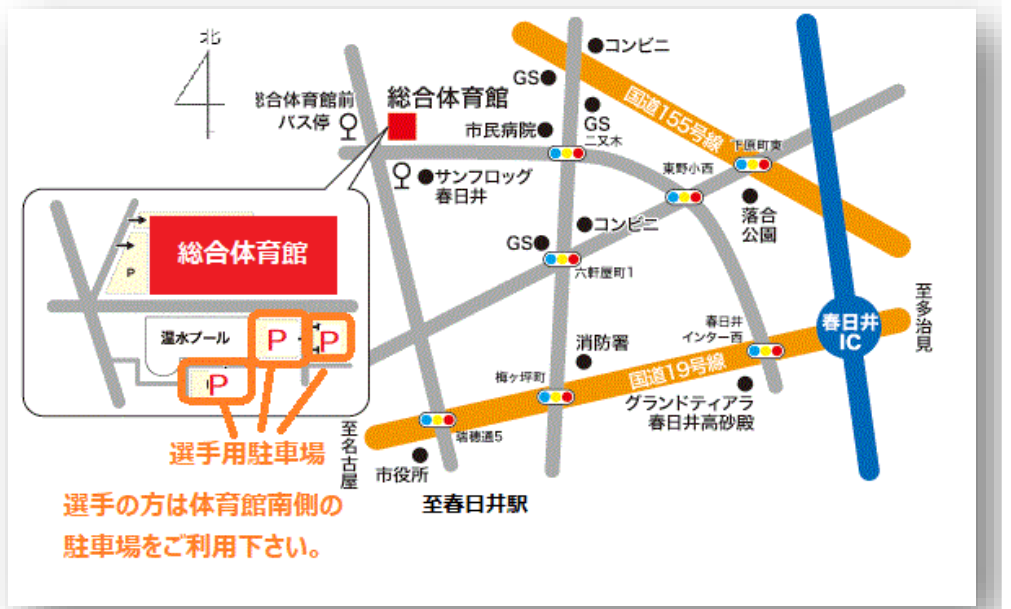 北
コンビニ
GS
国道155号線
総合体育館前
バス停
総合体育館
市民病院
GS
二又木
下原町東
東野小西
サンフロッグ
春日井
落合
公園
コンビニ
GS
六軒屋町1
総合体育館
P
温水プール
P
P
P
選手用駐車場
選手の方は体育館南側の
駐車場をご利用下さい。
至多治見
春日井
IC
春日井
インター西
消防署
国道19号線
梅ヶ坪町
グランドティアラ
春日井高砂殿
至名古屋
瑞穂通5
市役所
至春日井駅